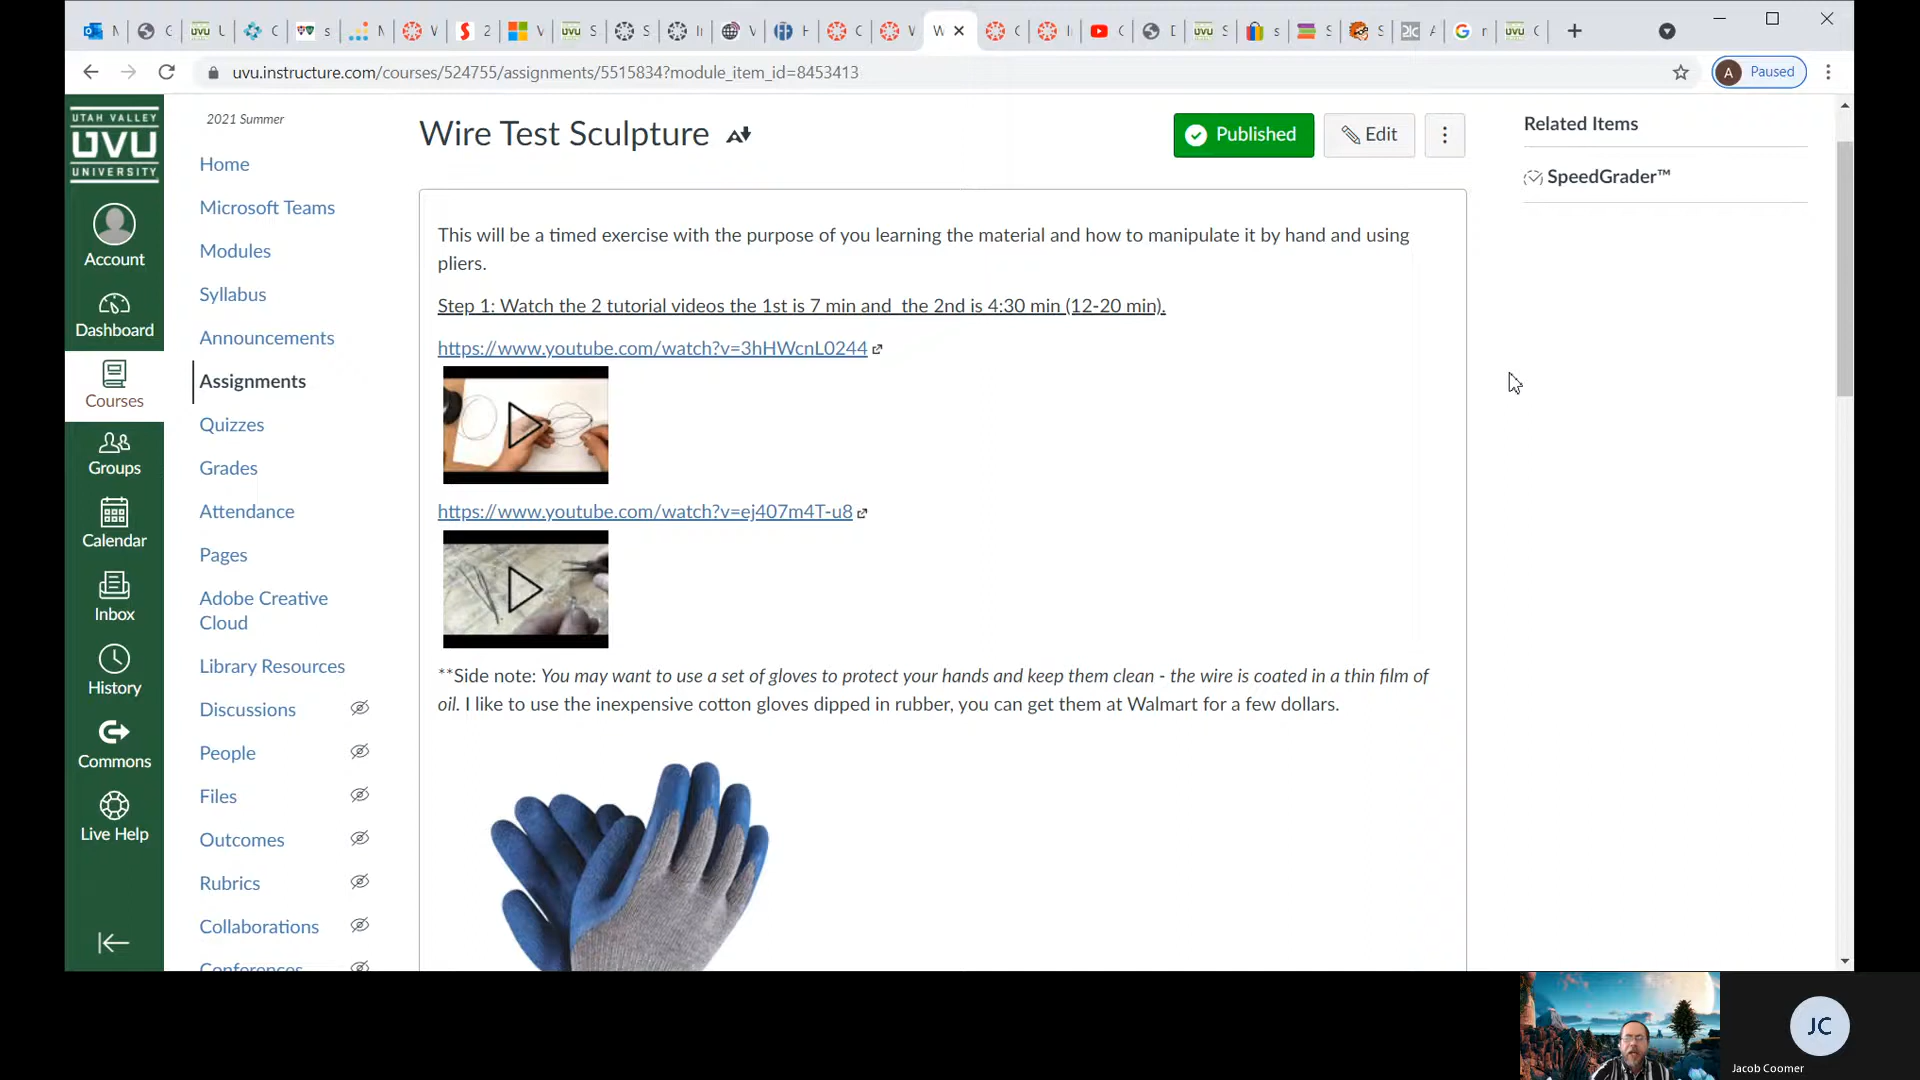 uvu.instructure.com/courses/524755/assignments/5515834?module_item_id=8453413
A
Paused
UTAH VALLEY
UVU
UNIVERSITY
Account
Dashboard
Courses
Groups
Calendar
Inbox
History
Commons
Live Help
2021 Summer
Home
Microsoft Teams
Modules
Syllabus
Announcements
Assignments
Quizzes
Grades
Attendance
Pages
Adobe Creative
Cloud
Library Resources
Discussions
People
Files
Outcomes
Rubrics
Collaborations
Conferences
Wire Test Sculpture
Published
Edit
This will be a timed exercise with the purpose of you learning the material and how to manipulate it by hand and using
pliers.
Step 1: Watch the 2 tutorial videos the 1st is 7 min and  the 2nd is 4:30 min (12-20 min).
https://www.youtube.com/watch?v=3hHWcnL0244
https://www.youtube.com/watch?v=ej407m4T-u8
**Side note: You may want to use a set of gloves to protect your hands and keep them clean - the wire is coated in a thin film of
oil. I like to use the inexpensive cotton gloves dipped in rubber, you can get them at Walmart for a few dollars.
Related Items
SpeedGrader™
JC
Jacob Coomer